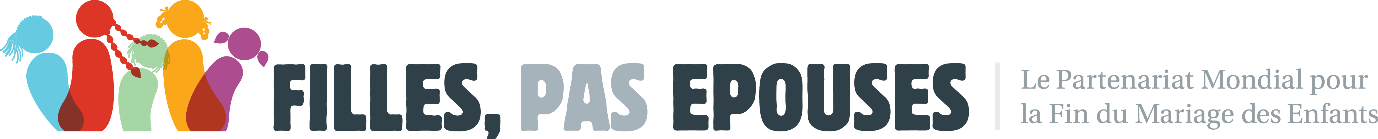 FILLES, PAS EPOUSES
Le Partenariat Mondial pour
la Fin du Mariage des Enfants